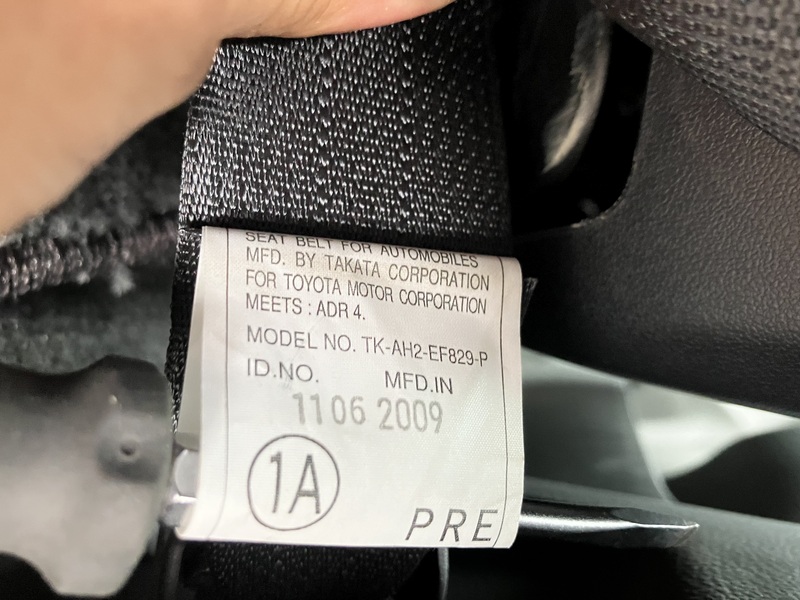 SEAT BELT FOR AUTOMOBILES
MFD. BY TAKATA CORPORATION
FOR TOYOTA MOTOR CORPORATION
MEETS : ADR 4.
MODEL NO. TK-AH2-EF829-P
ID.NO. MFD.IN
1106 2009
1A
PRE